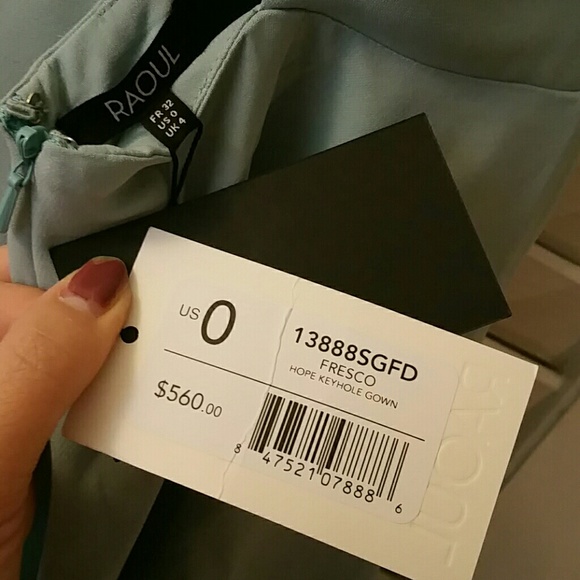 RAOUL
FR 32
US 0
UK 4
US 0
13888SGFD
FRESCO
HOPE KEYHOLE GOWN
$560.00
8 47521 07888 6